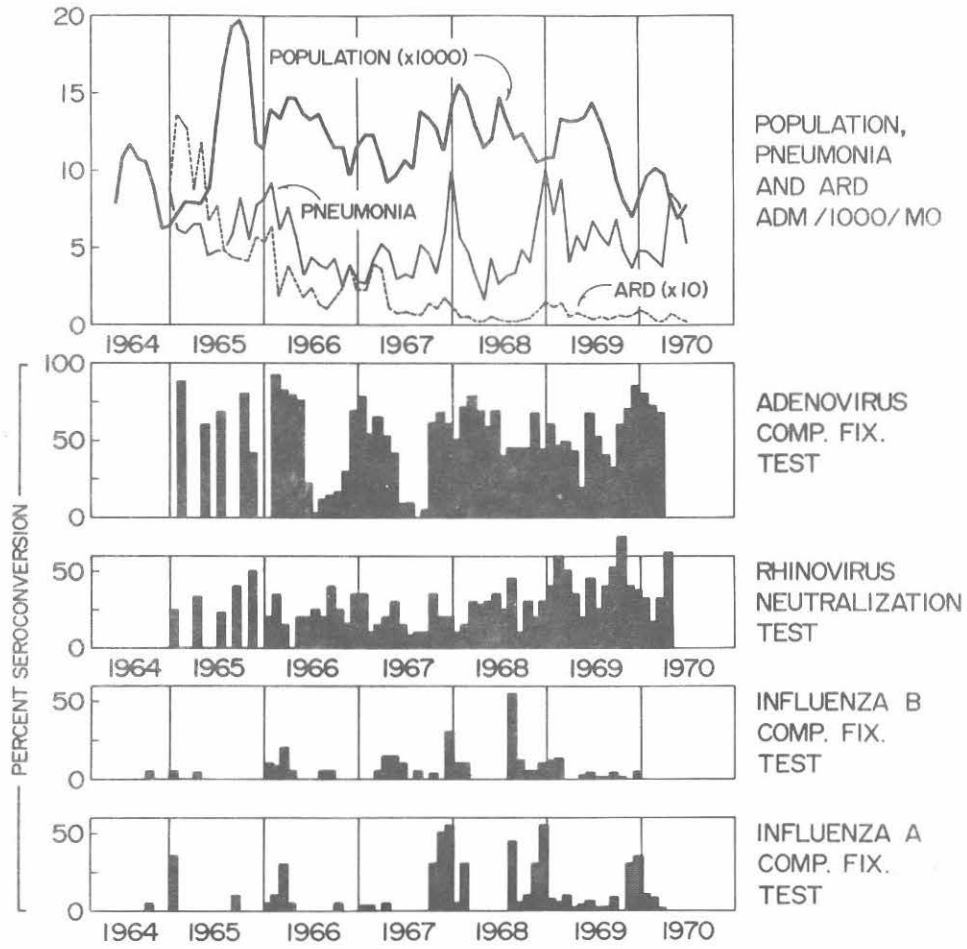 20
15
10
5
0
POPULATION (x1000)
PNEUMONIA
ARD (x10)
POPULATION,
PNEUMONIA
AND ARD
ADM/1000/MO
1964 1965 1966 1967 1968 1969 1970
PERCENT SEROCONVERSION
100
50
0
ADENOVIRUS
COMP. FIX.
TEST
50
0
RHINOVIRUS
NEUTRALIZATION
TEST
1964 1965 1966 1967 1968 1969 1970
50
0
INFLUENZA B
COMP. FIX.
TEST
50
0
INFLUENZA A
COMP. FIX.
TEST
1964 1965 1966 1967 1968 1969 1970